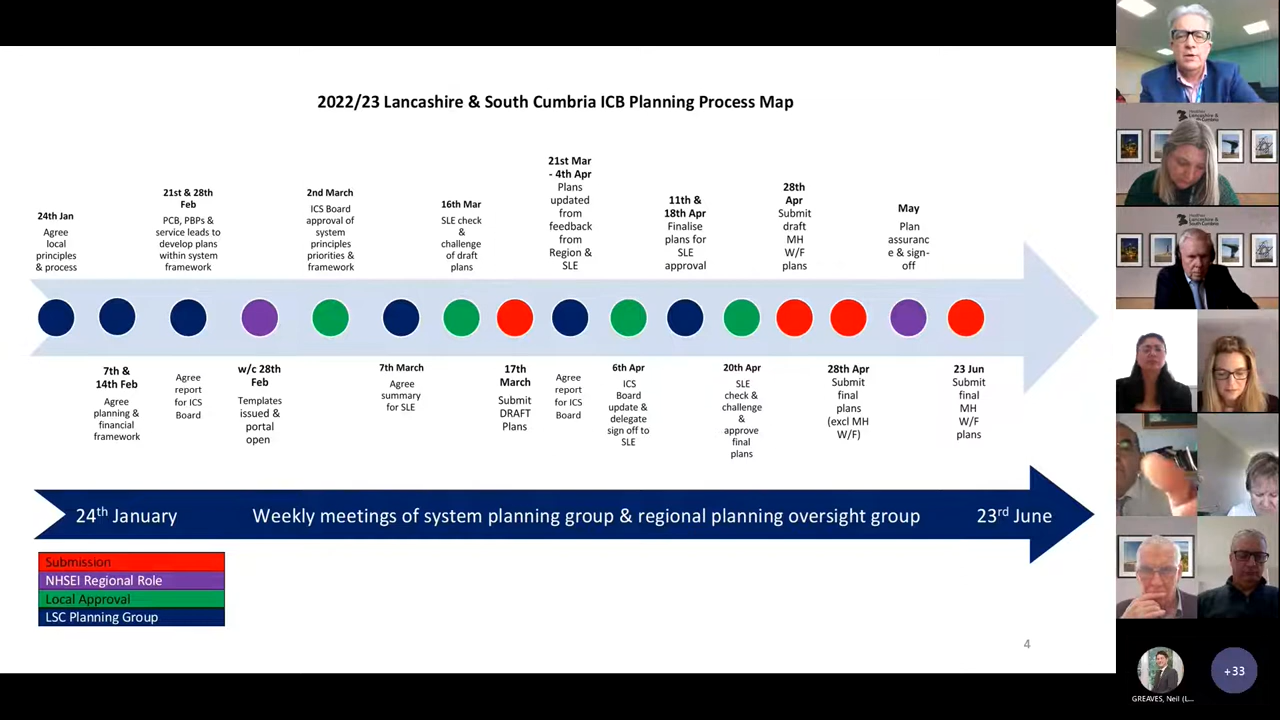 2022/23 Lancashire & South Cumbria ICB Planning Process Map
24th Jan
Agree
local
principles
& process
21st & 28th
Feb
PCB, PBPs &
service leads to
develop plans
within system
framework
2nd March
ICS Board
approval of
system
principles
priorities &
framework
16th Mar
SLE check
&
challenge
of draft
plans
21st Mar
- 4th Apr
Plans
updated
from
feedback
from
Region &
SLE
11th &
18th Apr
Finalise
plans for
SLE
approval
28th
Apr
Submit
draft
MH
W/F
plans
May
Plan
assuranc
e & sign-
off
7th &
14th Feb
Agree
planning &
financial
framework
Agree
report
for ICS
Board
w/c 28th
Feb
Templates
issued &
portal
open
7th March
Agree
summary
for SLE
17th
March
Submit
DRAFT
Plans
Agree
report
for ICS
Board
6th Apr
ICS
Board
update &
delegate
sign off to
SLE
20th Apr
SLE
check &
challenge
&
approve
final
plans
28th Apr
Submit
final
plans
(excl MH
W/F)
23 Jun
Submit
final
MH
W/F
plans
24th January
Weekly meetings of system planning group & regional planning oversight group
23rd June
Submission
NHSEI Regional Role
Local Approval
LSC Planning Group
4
Lancashire &
South Cumbria
Lancashire &
South Cumbria
GREAVES, Neil (L...
+33